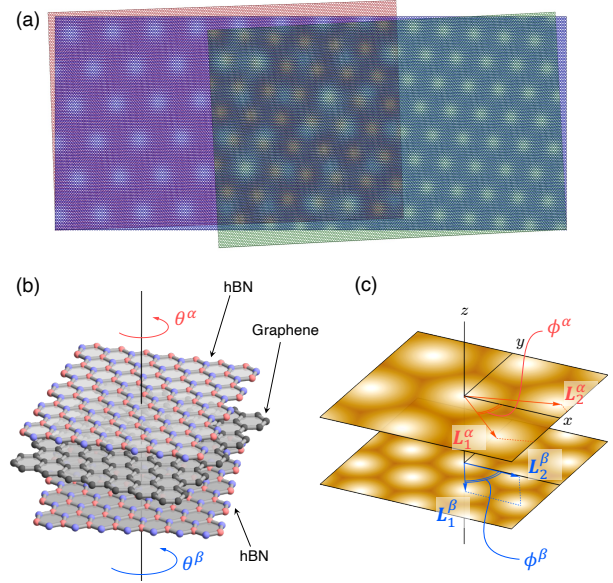 (a)
(b)
hBN
θ^α
Graphene
hBN
θ^β
(c)
z
ϕ^α
y
L_2^α
x
L_1^α
L_2^β
L_1^β
ϕ^β